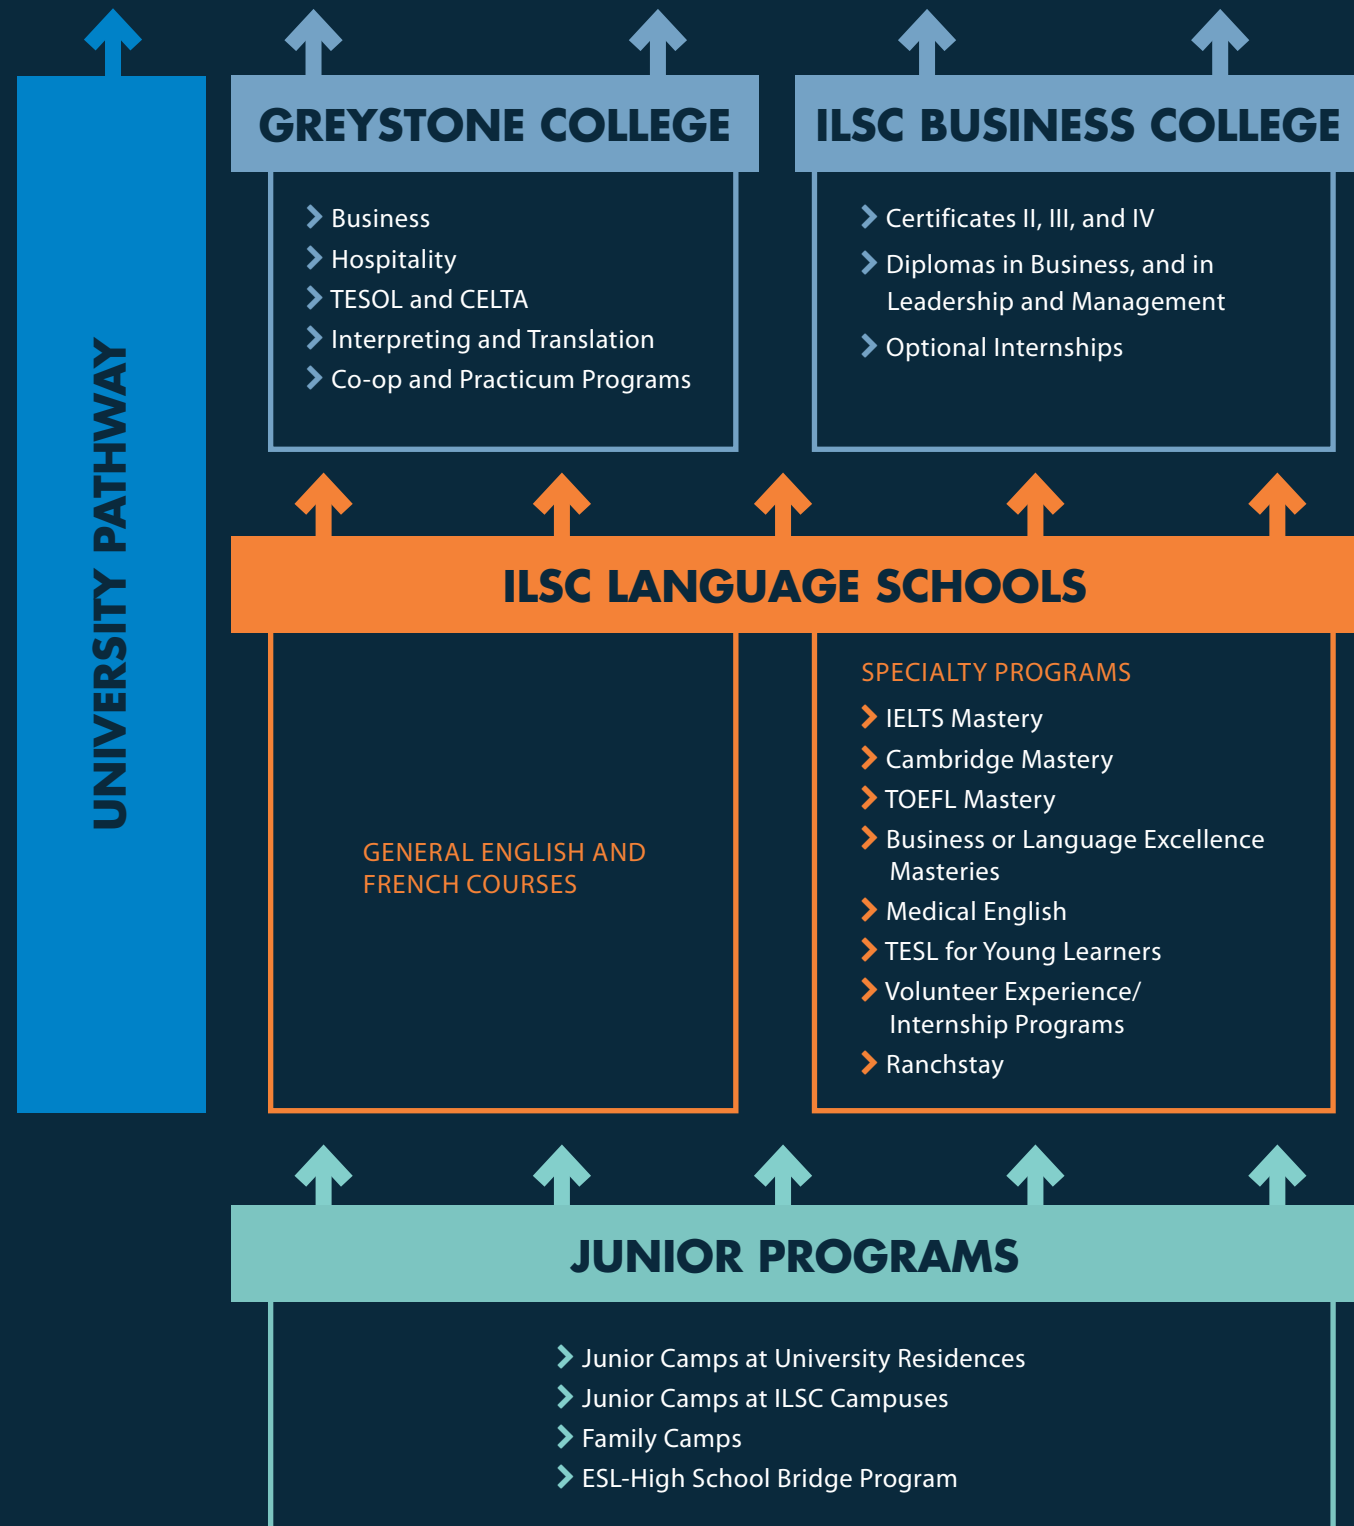 UNIVERSITY PATHWAY
GREYSTONE COLLEGE
Business
Hospitality
TESOL and CELTA
Interpreting and Translation
Co-op and Practicum Programs
ILSC BUSINESS COLLEGE
Certificates II, III, and IV
Diplomas in Business, and in
Leadership and Management
Optional Internships
ILSC LANGUAGE SCHOOLS
GENERAL ENGLISH AND
FRENCH COURSES
SPECIALTY PROGRAMS
IELTS Mastery
Cambridge Mastery
TOEFL Mastery
Business or Language Excellence
Masteries
Medical English
TESL for Young Learners
Volunteer Experience/
Internship Programs
Ranchstay
JUNIOR PROGRAMS
Junior Camps at University Residences
Junior Camps at ILSC Campuses
Family Camps
ESL-High School Bridge Program